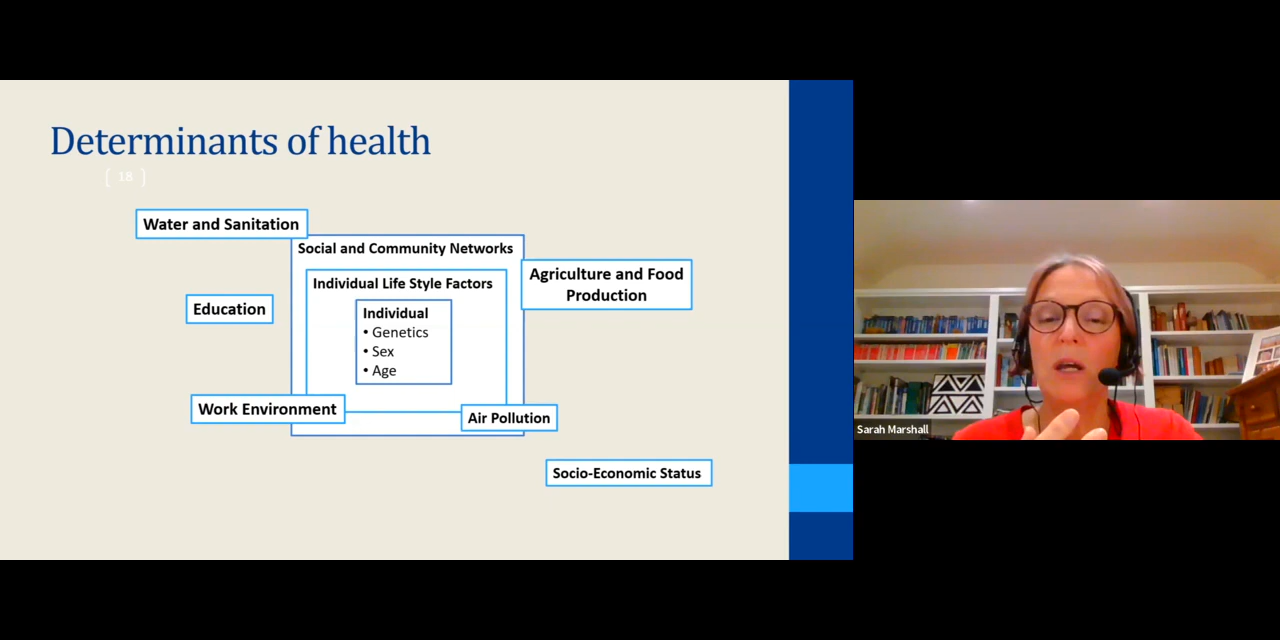 Determinants of health
18
Water and Sanitation
Social and Community Networks
Agriculture and Food
Production
Individual Life Style Factors
Education
Individual
• Genetics
• Sex
• Age
Work Environment
Air Pollution
Socio-Economic Status
Sarah Marshall